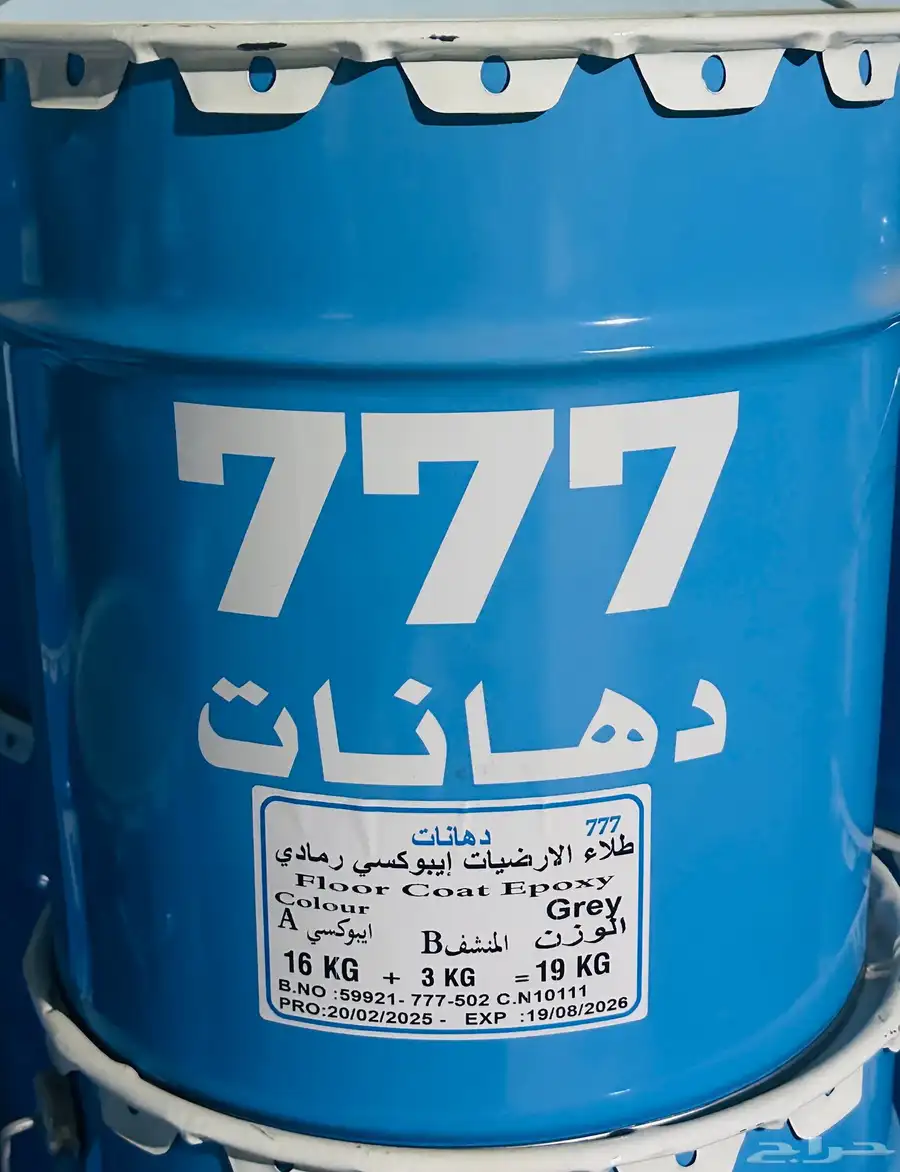 777
دهانات
777
دهانات
طلاء الارضيات إيبوكسي رمادي
Floor Coat Epoxy
Colour Grey
A ايبوكسي B المنشف الوزن
16 KG + 3 KG = 19 KG
B.NO :59921- 777-502 C.N10111
PRO:20/02/2025 - EXP :19/08/2026
حراج